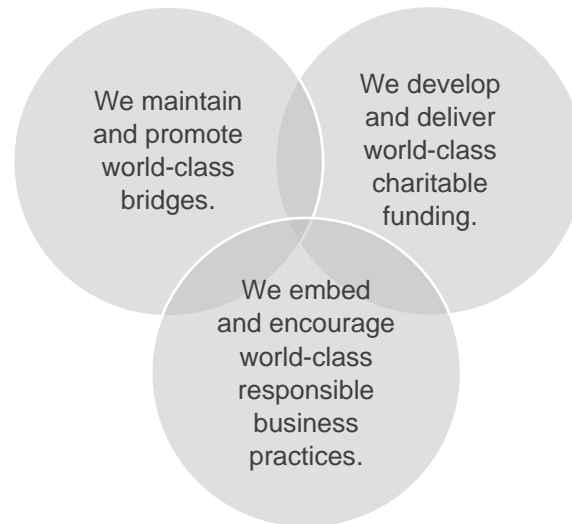 We maintain
and promote
world-class
bridges.
We develop
and deliver
world-class
charitable
funding.
We embed
and encourage
world-class
responsible
business
practices.